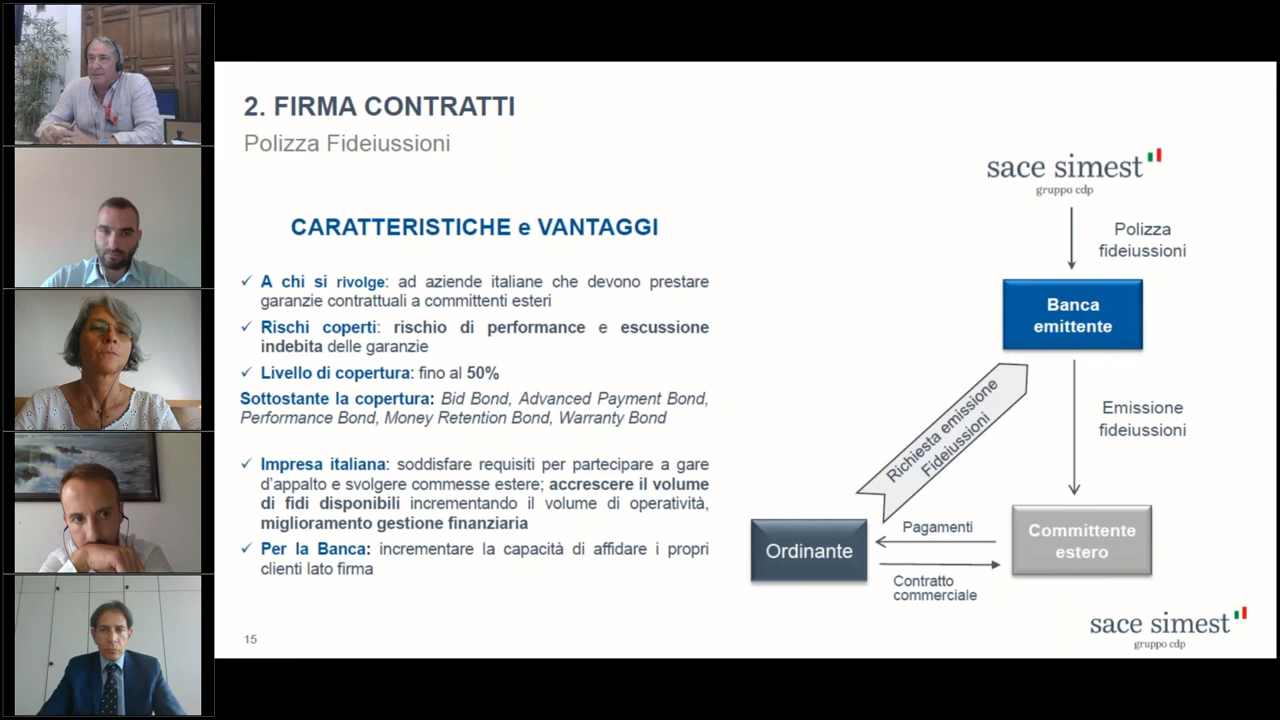 2. FIRMA CONTRATTI
Polizza Fideiussioni
CARATTERISTICHE e VANTAGGI
✓ A chi si rivolge: ad aziende italiane che devono prestare
garanzie contrattuali a committenti esteri
✓ Rischi coperti: rischio di performance e escussione
indebita delle garanzie
✓ Livello di copertura: fino al 50%
Sottostante la copertura: Bid Bond, Advanced Payment Bond,
Performance Bond, Money Retention Bond, Warranty Bond
✓ Impresa italiana: soddisfare requisiti per partecipare a gare
d'appalto e svolgere commesse estere; accrescere il volume
di fidi disponibili incrementando il volume di operatività,
miglioramento gestione finanziaria
✓ Per la Banca: incrementare la capacità di affidare i propri
clienti lato firma
sace simest
gruppo cdp
Polizza
fideiussioni
Banca
emittente
Richiesta emissione
Fideiussioni
Emissione
fideiussioni
Ordinante
Pagamenti
Contratto
commerciale
Committente
estero
15
sace simest
gruppo cdp